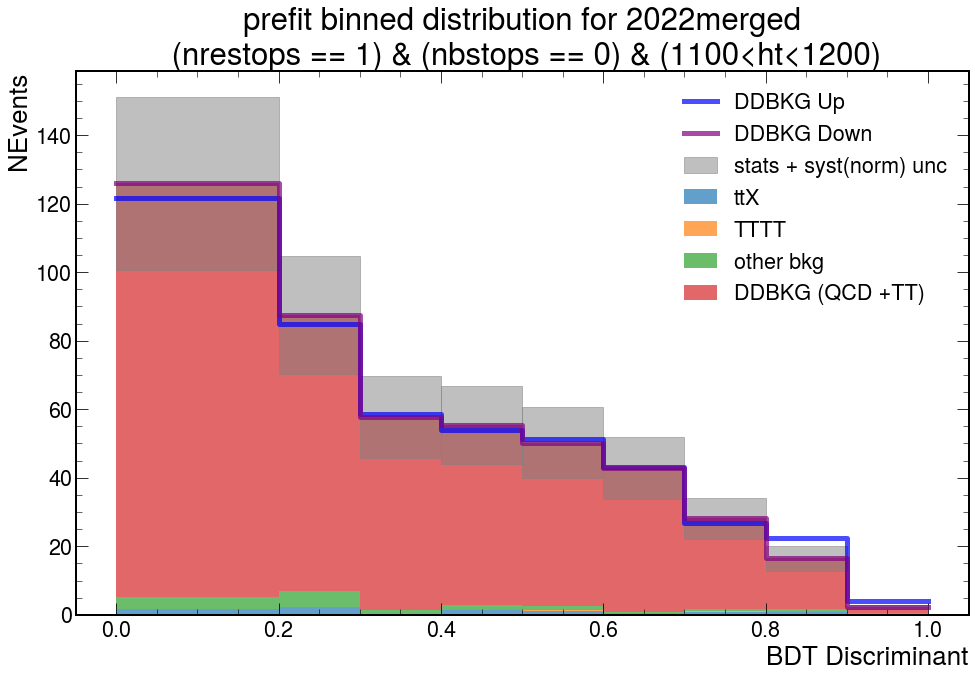 prefit binned distribution for 2022merged
(nrestops == 1) & (nbstops == 0) & (1100<ht<1200)
NEvents
140
120
100
80
60
40
20
0
DDBKG Up
DDBKG Down
stats + syst(norm) unc
ttX
TTTT
other bkg
DDBKG (QCD +TT)
0.0 0.2 0.4 0.6 0.8 1.0
BDT Discriminant